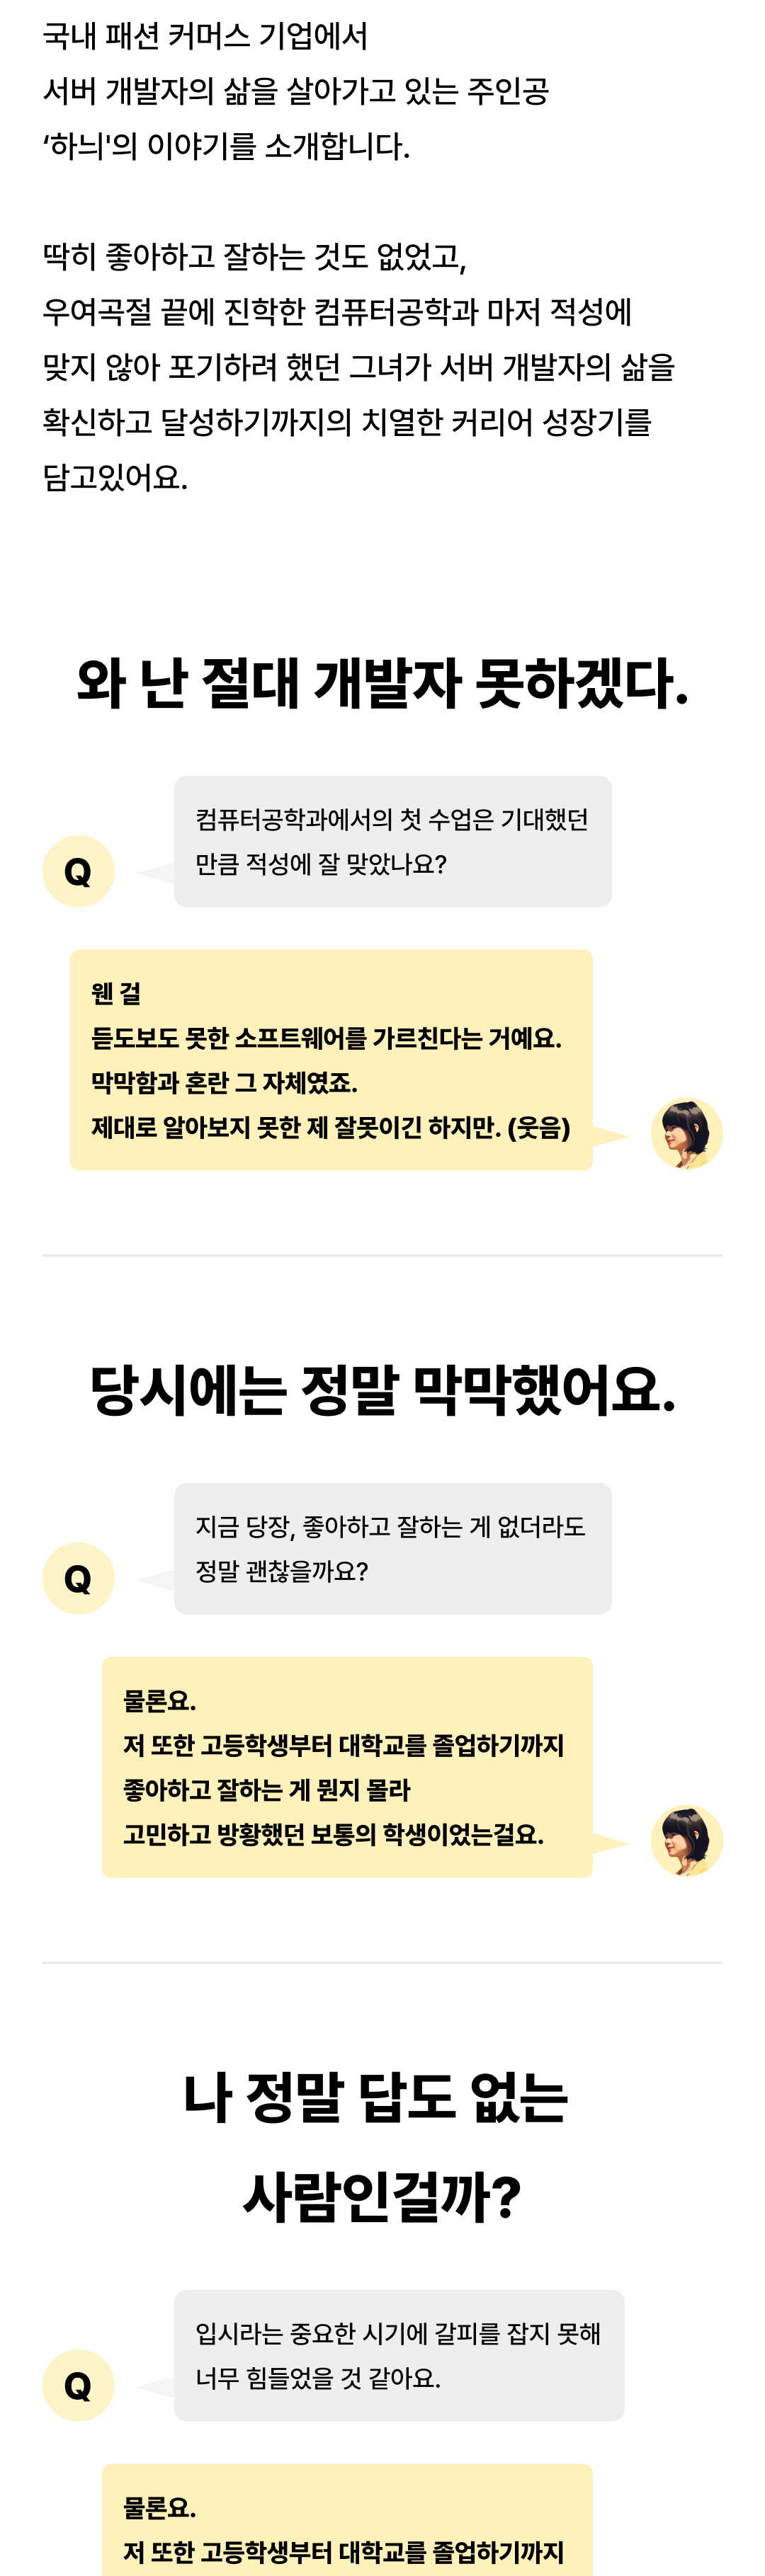 국내 패션 커머스 기업에서
서버 개발자의 삶을 살아가고 있는 주인공
‘하늬'의 이야기를 소개합니다.
딱히 좋아하고 잘하는 것도 없었고,
우여곡절 끝에 진학한 컴퓨터공학과 마저 적성에
맞지 않아 포기하려 했던 그녀가 서버 개발자의 삶을
확신하고 달성하기까지의 치열한 커리어 성장기를
담고있어요.
와 난 절대 개발자 못하겠다.
컴퓨터공학과에서의 첫 수업은 기대했던
만큼 적성에 잘 맞았나요?
Q
웬 걸
듣도보도 못한 소프트웨어를 가르친다는 거예요.
막막함과 혼란 그 자체였죠.
제대로 알아보지 못한 제 잘못이긴 하지만. (웃음)
당시에는 정말 막막했어요.
지금 당장, 좋아하고 잘하는 게 없더라도
정말 괜찮을까요?
Q
물론요.
저 또한 고등학생부터 대학교를 졸업하기까지
좋아하고 잘하는 게 뭔지 몰라
고민하고 방황했던 보통의 학생이었는걸요.
나 정말 답도 없는
사람인걸까?
입시라는 중요한 시기에 갈피를 잡지 못해
너무 힘들었을 것 같아요.
Q
물론요.
저 또한 고등학생부터 대학교를 졸업하기까지